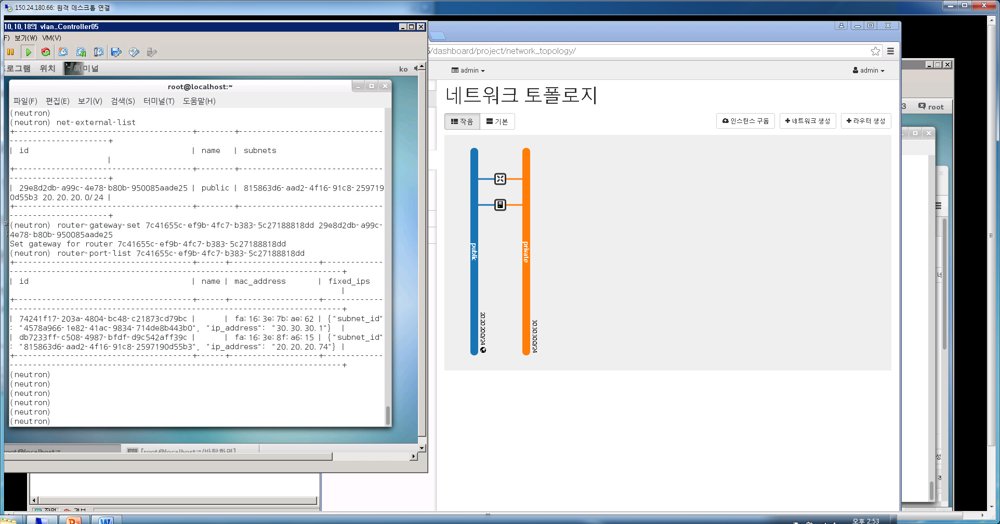 150.24.180.66: 원격 데스크톱 연결
10.10.18의 vlan_Controller05
F) 보기(W) VM(V)
프로그램 위치 터미널 ko
root@localhost:~
파일(F) 편집(E) 보기(V) 검색(S) 터미널(T) 도움말(H)
(neutron)
(neutron) net-external-list
+--------------------------------------+--------+-------------------------------
---------------------+
| id | name | subnets
|
+--------------------------------------+--------+-------------------------------
---------------------+
| 29e8d2db-a99c-4e78-b80b-950085aade25 | public | 815863d6-aad2-4f16-91c8-259719
0d55b3 20.20.20.0/24 |
+--------------------------------------+--------+-------------------------------
---------------------+
(neutron) router-gateway-set 7c41655c-ef9b-4fc7-b383-5c27188818dd 29e8d2db-a99c-
4e78-b80b-950085aade25
Set gateway for router 7c41655c-ef9b-4fc7-b383-5c27188818dd
(neutron) router-port-list 7c41655c-ef9b-4fc7-b383-5c27188818dd
+--------------------------------------+------+-------------------+-------------
-----------------------------------------------------------------------+
| id | name | mac_address | fixed_ips
|
+--------------------------------------+------+-------------------+-------------
-----------------------------------------------------------------------+
| 74241f17-203a-4804-bc48-c21873cd79bc | | fa:16:3e:7b:ae:62 | {"subnet_id"
: "4578a966-1e82-41ac-9834-714de8b443b0", "ip_address": "30.30.30.1"} |
| db7233ff-c508-4987-bfdf-d9c542aff39c | | fa:16:3e:8f:a6:15 | {"subnet_id"
: "815863d6-aad2-4f16-91c8-2597190d55b3", "ip_address": "20.20.20.74"} |
+--------------------------------------+------+-------------------+-------------
-----------------------------------------------------------------------+
(neutron)
(neutron)
(neutron)
(neutron)
(neutron)
(neutron)
root@localhost:~
[root@localhost:~/바탕화면]
작업 경보
5/dashboard/project/network_topology/
admin admin
네트워크 토폴로지
작음 기본 인스턴스 구동 +네트워크 생성 +라우터 생성
public
20.20.20.0/24
private
30.30.30.0/24
3 root
네
성
오후 2:53